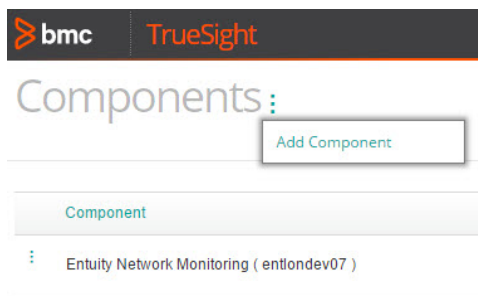 bmc TrueSight
Components
Add Component
Component
Entuity Network Monitoring ( entlondev07 )